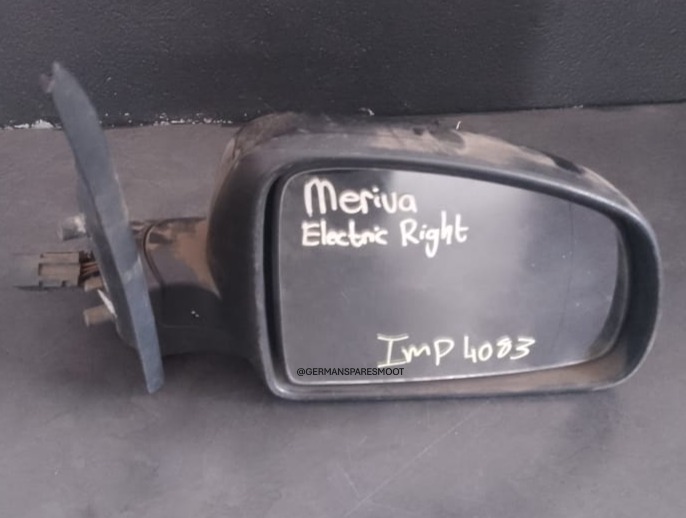 Meriva
Electric Right
Imp 4083
@GERMANSPARESMOOT